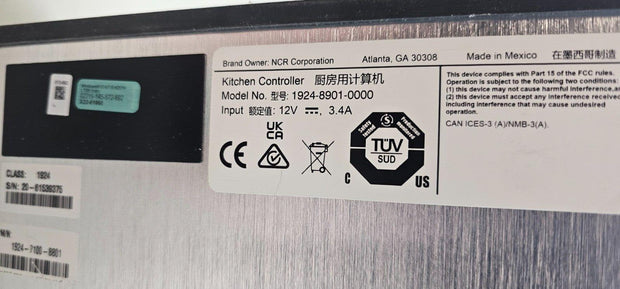 Brand Owner: NCR Corporation Atlanta, GA 30308 Made in Mexico 在墨西哥制造
Kitchen Controller 厨房用计算机
Model No. 型号: 1924-8901-0000
Input 额定值: 12V 3.4A
UK
CA
CE
Safety tested
Production monitored
TÜV
SÜD
C US
This device complies with Part 15 of the FCC rules.
Operation is subject to the following two conditions:
(1) this device may not cause harmful interference, a
(2) this device must accept any interference received
including interference that may cause undesired
operation.
CAN ICES-3 (A)/NMB-3(A).
CLASS: 1924
S/N: 20-61539375
1924-7100-8801